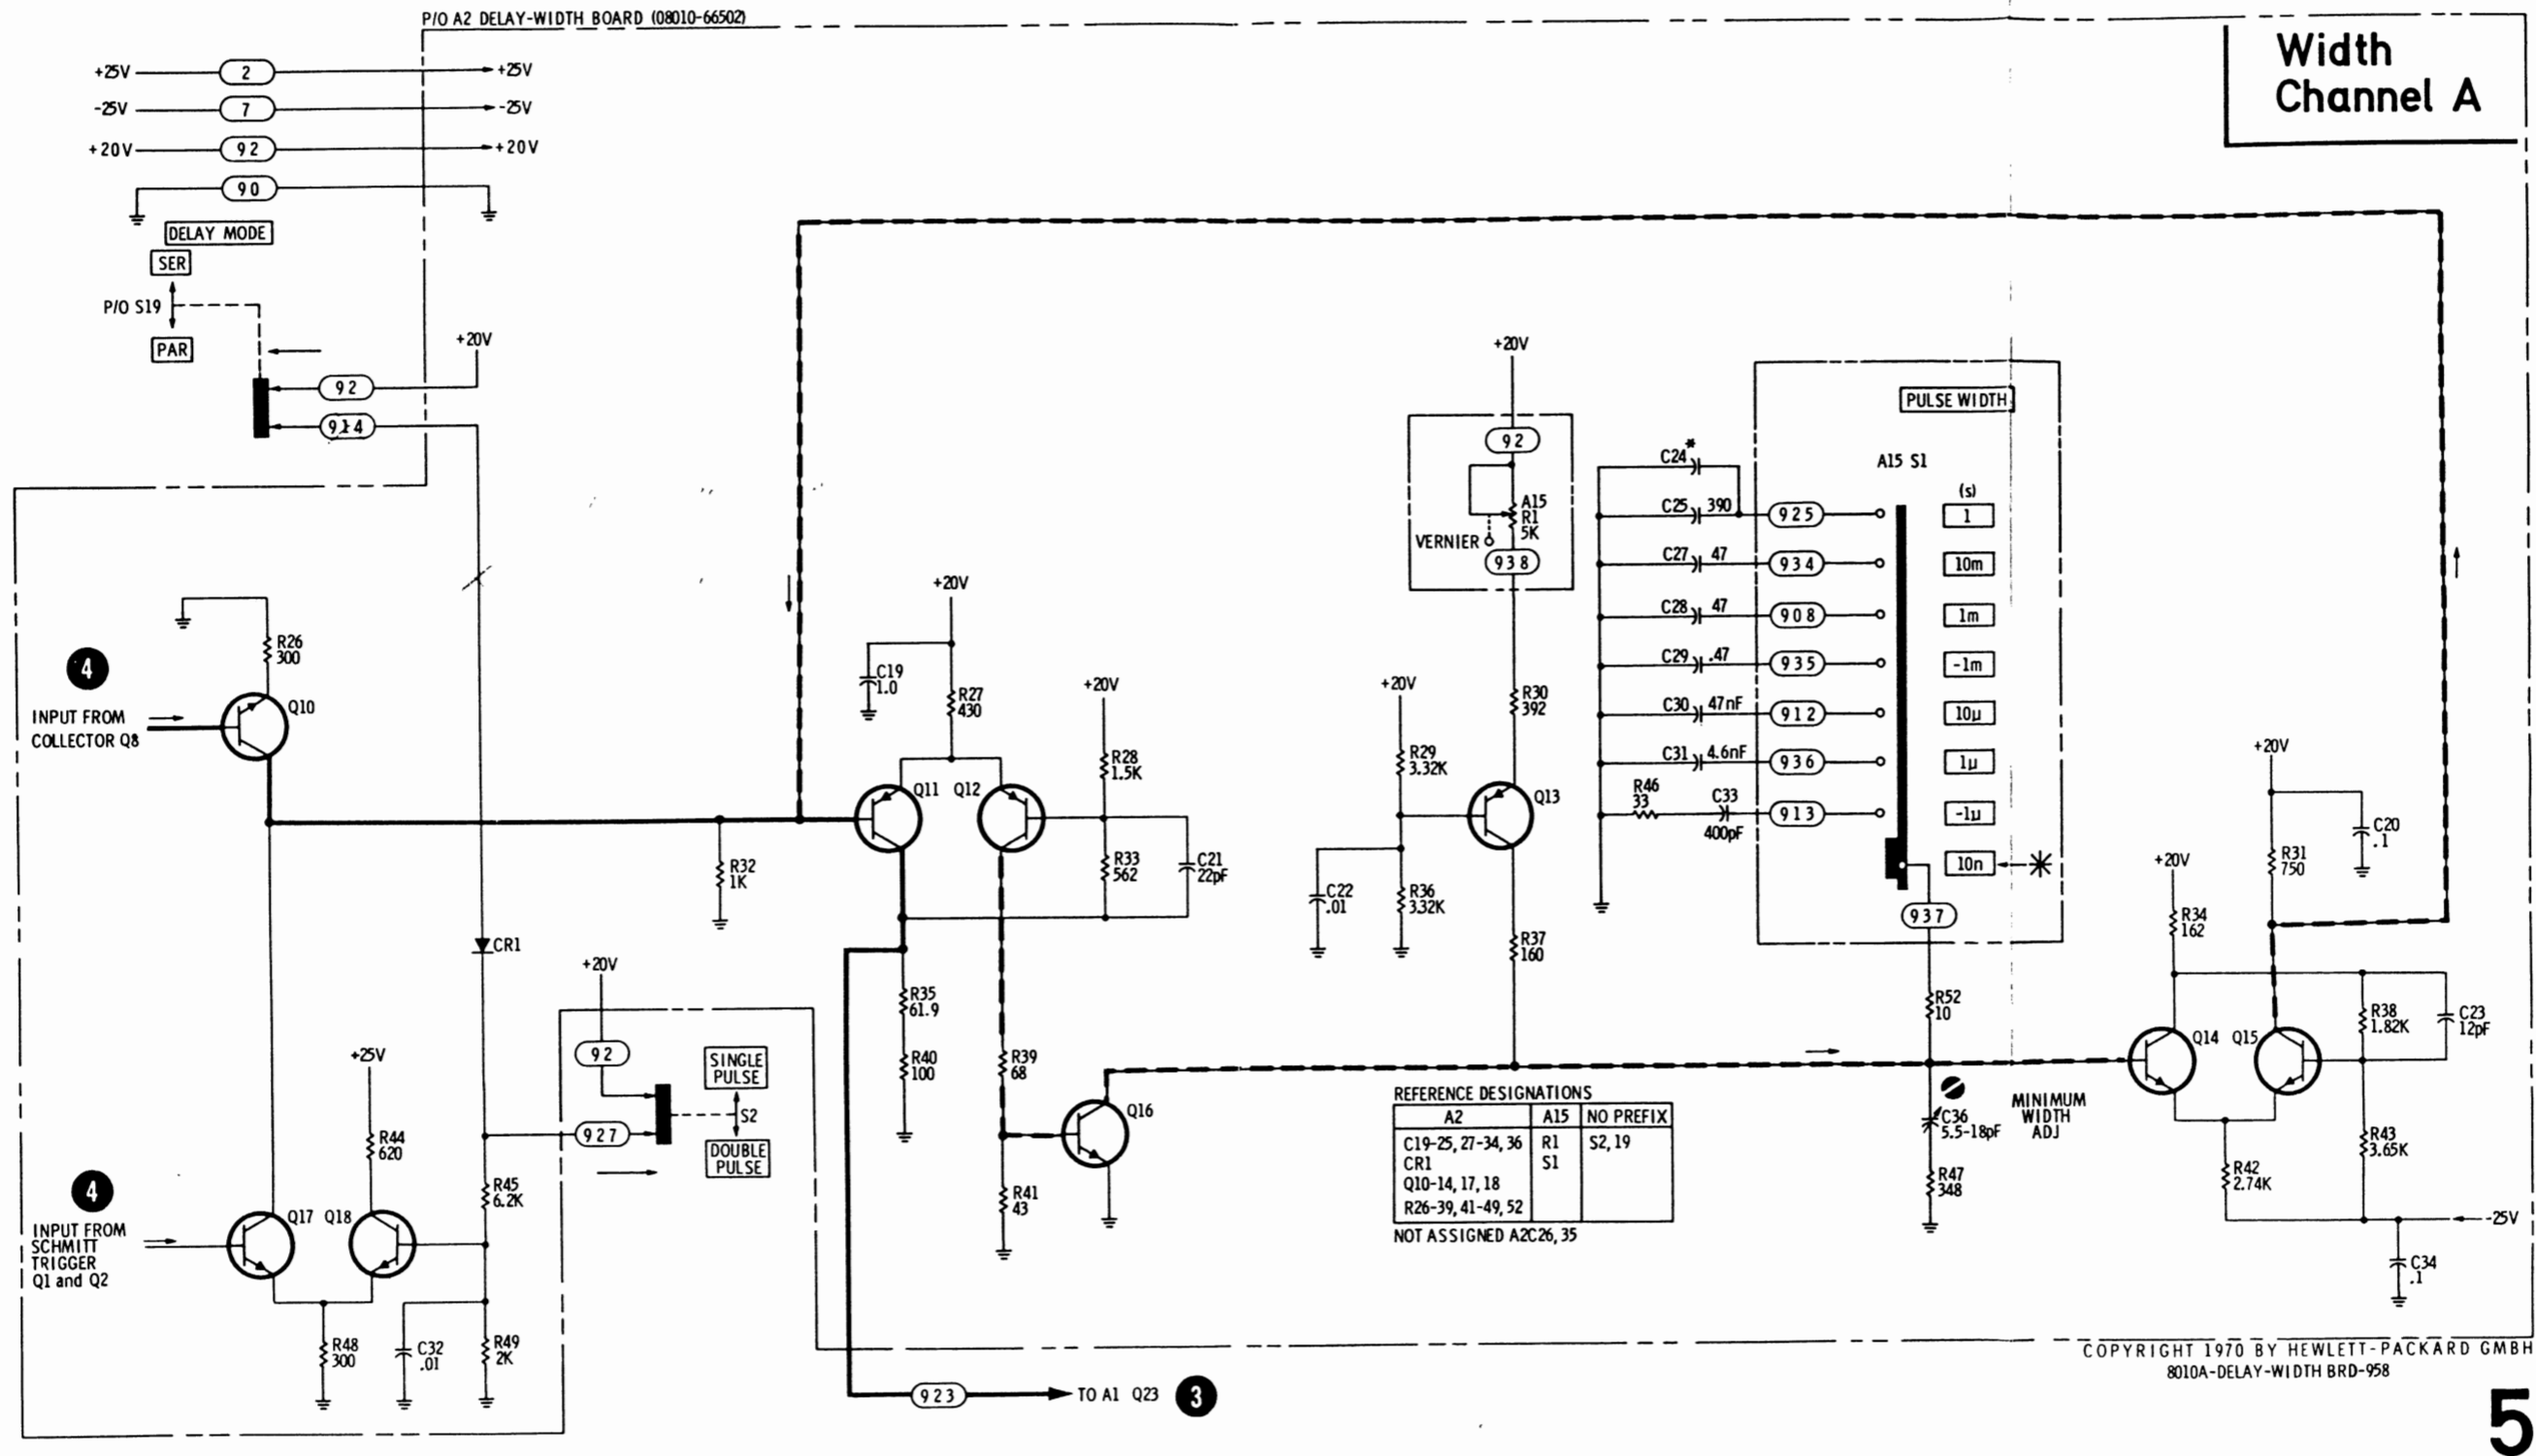 P/O A2 DELAY-WIDTH BOARD (08010-66502)
Width
Channel A
+25V 2 +25V
-25V 7 -25V
+20V 92 +20V
90
DELAY MODE
SER
P/O S19
PAR
+20V
92
914
+20V
92
A15
R1
5K
VERNIER
938
PULSE WIDTH
A15 S1
(s)
C24*
C25 390 925 1
C27 47 934 10m
C28 47 908 1m
C29 .47 935 -1m
C30 47nF 912 10µ
C31 4.6nF 936 1µ
R46
33
C33
400pF
913 -1µ
10n
937
4
INPUT FROM
COLLECTOR Q8
R26
300
Q10
+20V
C19
1.0
R27
430
+20V
R28
1.5K
Q11 Q12
R32
1K
R33
562
C21
22pF
+20V
R29
3.32K
R30
392
Q13
C22
.01
R36
3.32K
R37
160
R52
10
+20V
R31
750
C20
.1
+20V
R34
162
Q14 Q15
R38
1.82K
C23
12pF
CR1
R35
61.9
R40
100
R39
68
R41
43
Q16
C36
5.5-18pF
MINIMUM
WIDTH
ADJ
R47
348
R42
2.74K
R43
3.65K
-25V
C34
.1
+20V
92
927
SINGLE
PULSE
S2
DOUBLE
PULSE
+25V
R44
620
R45
6.2K
4
INPUT FROM
SCHMITT
TRIGGER
Q1 and Q2
Q17 Q18
R48
300
C32
.01
R49
2K
REFERENCE DESIGNATIONS
A2 A15 NO PREFIX
C19-25, 27-34, 36 R1 S2, 19
CR1 S1
Q10-14, 17, 18
R26-39, 41-49, 52
NOT ASSIGNED A2C26, 35
923 TO A1 Q23 3
COPYRIGHT 1970 BY HEWLETT-PACKARD GMBH
8010A-DELAY-WIDTH BRD-958
5